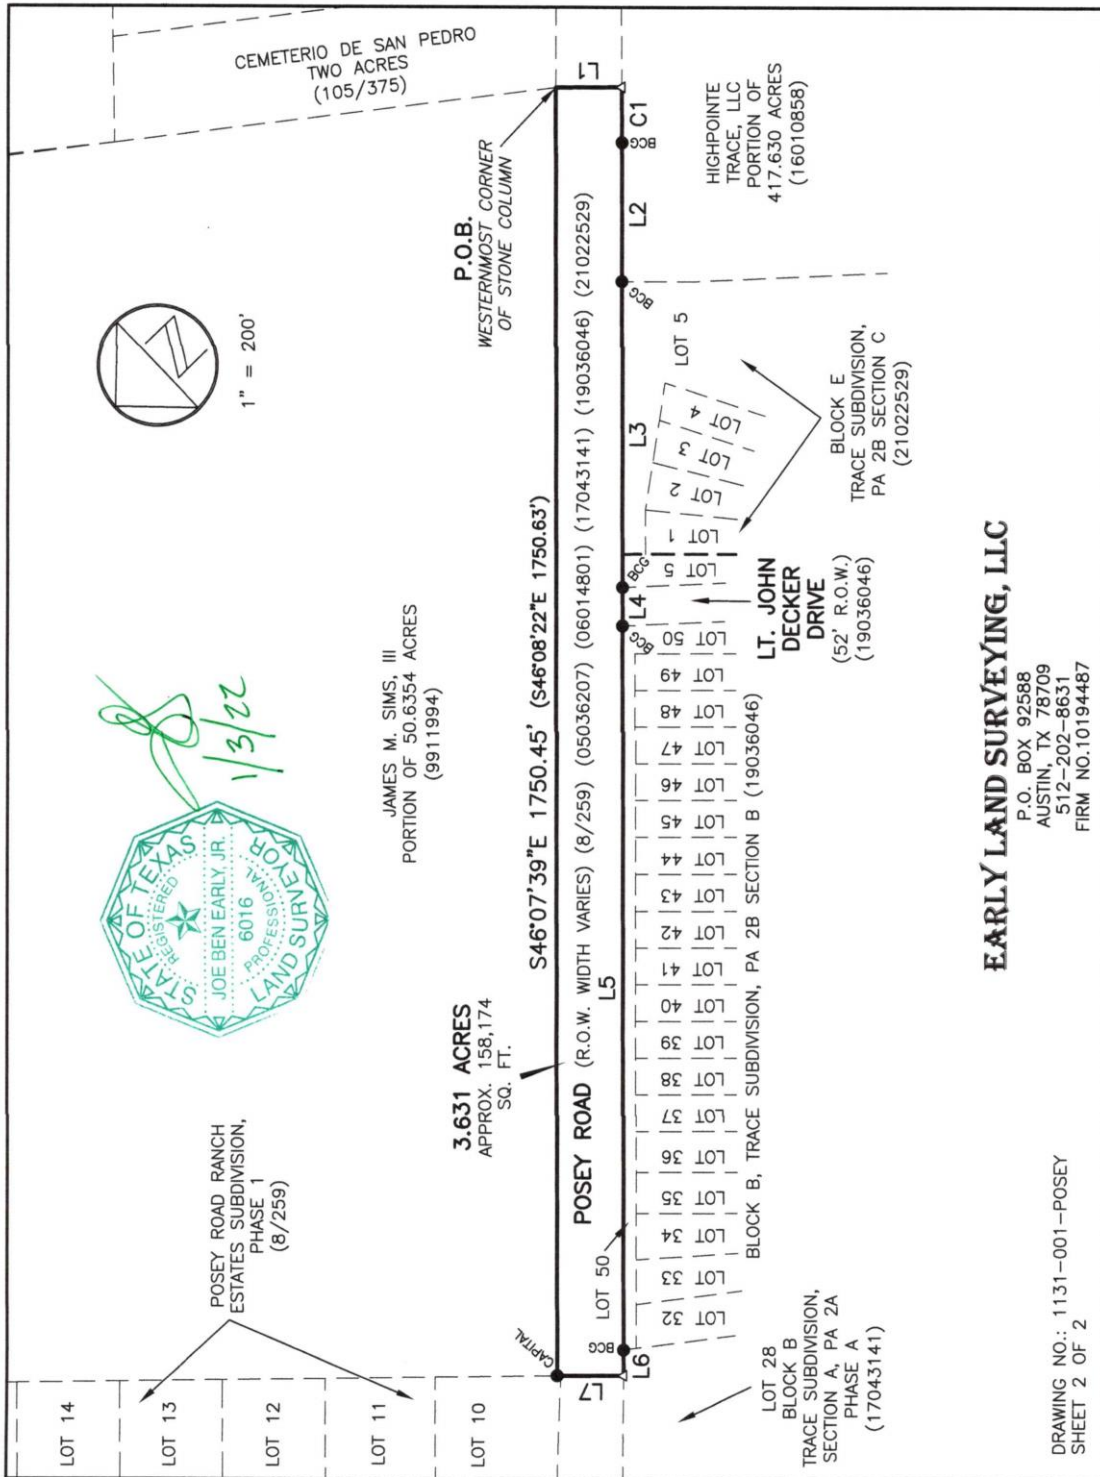 CEMETERIO DE SAN PEDRO
TWO ACRES
(105/375)
1" = 200'
JAMES M. SIMS, III
PORTION OF 50.6354 ACRES
(9911994)
1/3/22
STATE OF TEXAS
REGISTERED
JOE BEN EARLY, JR.
6016
PROFESSIONAL
LAND SURVEYOR
POSEY ROAD RANCH
ESTATES SUBDIVISION,
PHASE 1
(8/259)
LOT 14
LOT 13
LOT 12
LOT 11
LOT 10
P.O.B.
WESTERNMOST CORNER
OF STONE COLUMN
3.631 ACRES
APPROX. 158,174
SQ. FT.
S46°07'39"E 1750.45' (S46°08'22"E 1750.63')
POSEY ROAD (R.O.W. WIDTH VARIES) (8/259) (05036207) (06014801) (17043141) (19036046) (21022529)
CAPITAL
L7
L6
BCG
L5
BCG
L4
BCG
L3
BCG
L2
BCG
C1
L1
LOT 50
LOT 32
LOT 33
LOT 34
LOT 35
LOT 36
LOT 37
LOT 38
LOT 39
LOT 40
LOT 41
LOT 42
LOT 43
LOT 44
LOT 45
LOT 46
LOT 47
LOT 48
LOT 49
LOT 50
LOT 5
LOT 1
LOT 2
LOT 3
LOT 4
LOT 5
BLOCK B, TRACE SUBDIVISION, PA 2B SECTION B (19036046)
LT. JOHN
DECKER
DRIVE
(52' R.O.W.)
(19036046)
BLOCK E
TRACE SUBDIVISION,
PA 2B SECTION C
(21022529)
HIGHPOINTE
TRACE, LLC
PORTION OF
417.630 ACRES
(16010858)
LOT 28
BLOCK B
TRACE SUBDIVISION,
SECTION A, PA 2A
PHASE A
(17043141)
EARLY LAND SURVEYING, LLC
P.O. BOX 92588
AUSTIN, TX 78709
512-202-8631
FIRM NO.10194487
DRAWING NO.: 1131-001-POSEY
SHEET 2 OF 2